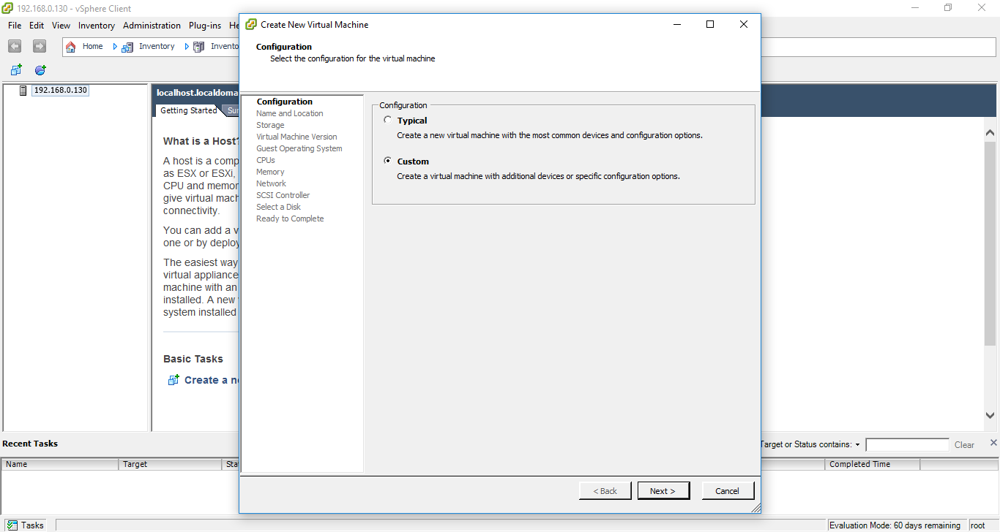 192.168.0.130 - vSphere Client
File Edit View Inventory Administration Plug-ins He
Home Inventory Invento
192.168.0.130
localhost.localdoma
Getting Started Su
What is a Host?
A host is a comp
as ESX or ESXi,
CPU and memor
give virtual mach
connectivity.
You can add a v
one or by deploy
The easiest way
virtual appliance
machine with an
installed. A new
system installed
Basic Tasks
Create a ne
Create New Virtual Machine
Configuration
Select the configuration for the virtual machine
Configuration
Name and Location
Storage
Virtual Machine Version
Guest Operating System
CPUs
Memory
Network
SCSI Controller
Select a Disk
Ready to Complete
Configuration
Typical
Create a new virtual machine with the most common devices and configuration options.
Custom
Create a virtual machine with additional devices or specific configuration options.
< Back Next > Cancel
Recent Tasks
Target or Status contains: Clear
Name Target Sta Completed Time
Tasks Evaluation Mode: 60 days remaining root